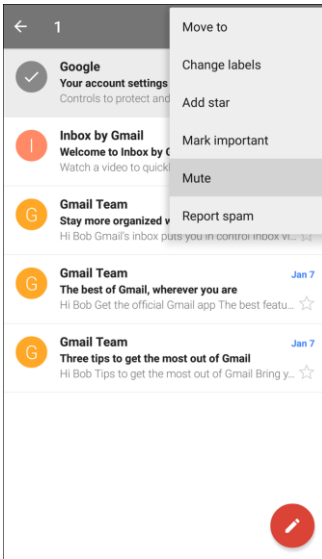 1
Move to
Change labels
Add star
Mark important
Mute
Report spam
Google
Your account settings
Controls to protect and
I
Inbox by Gmail
Welcome to Inbox by G
Watch a video to quickl
G
Gmail Team
Stay more organized w
Hi Bob Gmail's inbox puts you in control Inbox vi...
G
Gmail Team
Jan 7
The best of Gmail, wherever you are
Hi Bob Get the official Gmail app The best featu...
G
Gmail Team
Jan 7
Three tips to get the most out of Gmail
Hi Bob Tips to get the most out of Gmail Bring y...